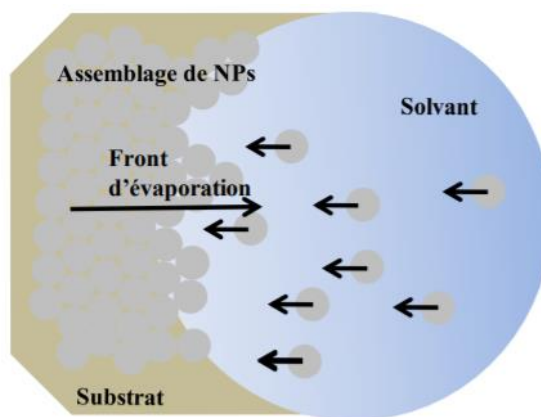 Assemblage de NPs
Solvant
Front
d'évaporation
Substrat